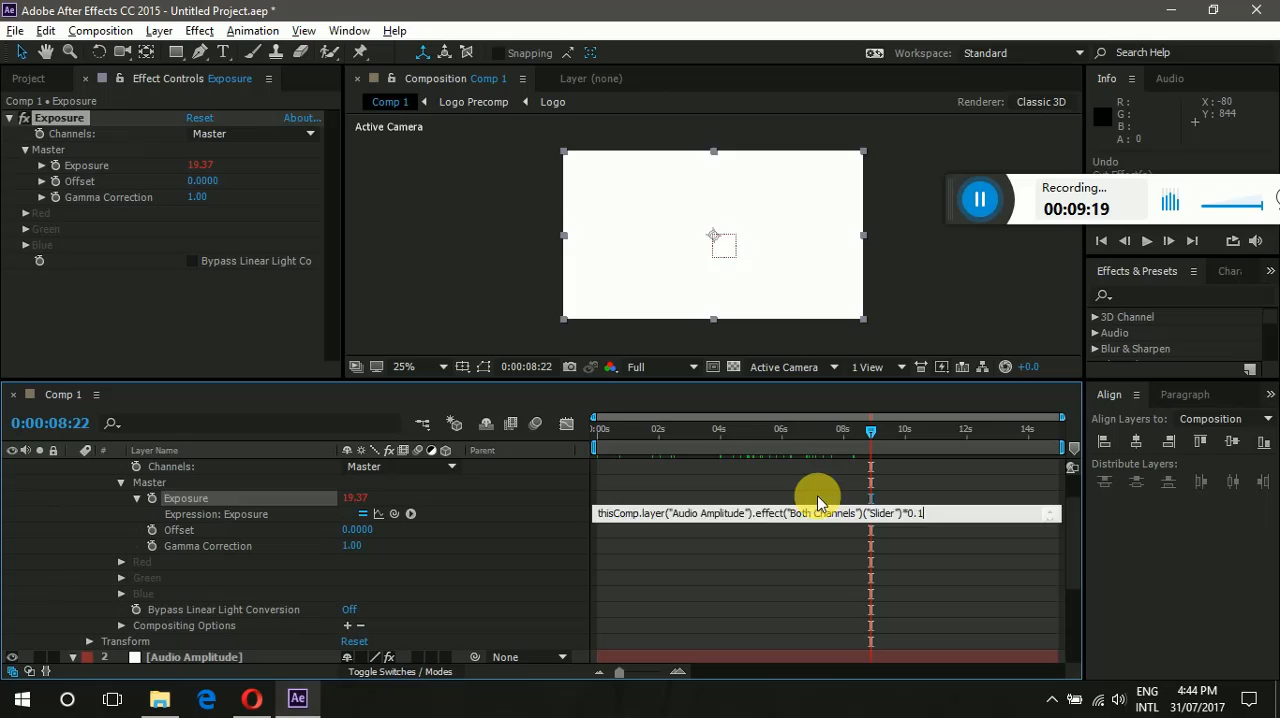 Adobe After Effects CC 2015 - Untitled Project.aep *
File Edit Composition Layer Effect Animation View Window Help
Snapping
Workspace: Standard
Search Help
Project
Effect Controls Exposure
Composition Comp 1
Layer (none)
Info
Audio
Comp 1 • Exposure
Comp 1
Logo Precomp
Logo
Renderer: Classic 3D
R :
G :
B :
A : 0
X : -80
Y : 844
fx Exposure Reset About...
Channels: Master
Master
Exposure 19.37
Offset 0.0000
Gamma Correction 1.00
Red
Green
Blue
Bypass Linear Light Co
Active Camera
Undo
Recording...
00:09:19
Effects & Presets
Chara
3D Channel
Audio
Blur & Sharpen
25%
0:00:08:22
Full
Active Camera
1 View
+0.0
Comp 1
Align
Paragraph
0:00:08:22
:00s 02s 04s 06s 08s 10s 12s 14s
Align Layers to: Composition
# Layer Name Parent
Distribute Layers:
Channels: Master
Master
Exposure 19.37
Expression: Exposure
thisComp.layer("Audio Amplitude").effect("Both Channels")("Slider")*0.1
Offset 0.0000
Gamma Correction 1.00
Red
Green
Blue
Bypass Linear Light Conversion Off
Compositing Options + −
Transform Reset
2 [Audio Amplitude] fx None
Toggle Switches / Modes
ENG
INTL
4:44 PM
31/07/2017